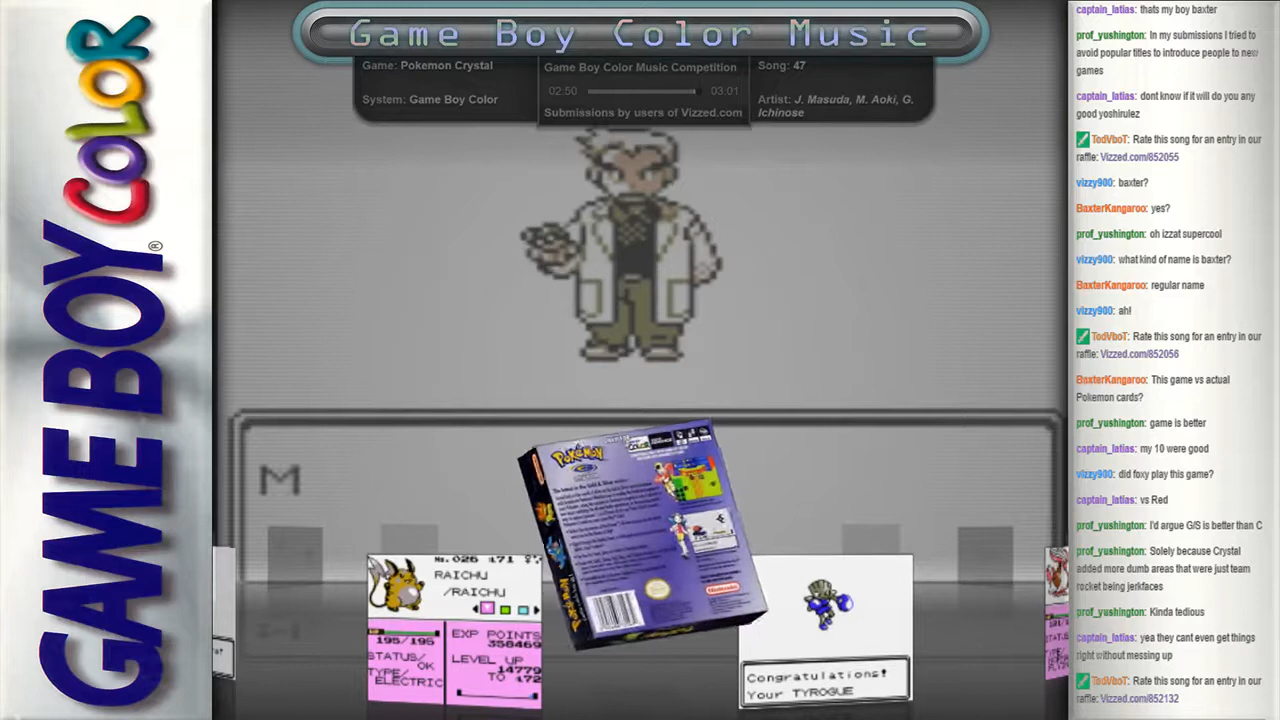 GAME BOY COLOR
®
Game Boy Color Music
Game: Pokemon Crystal
System: Game Boy Color
Game Boy Color Music Competition
02:50
03:01
Submissions by users of Vizzed.com
Song: 47
Artist: J. Masuda, M. Aoki, G.
Ichinose
M
No.026 :L71
RAICHU
/RAICHU
195/195
STATUS/
OK
TYPE/
ELECTRIC
EXP POINTS
358469
LEVEL UP
14779
TO :L72
POKéMON
Nintendo
Congratulations!
Your TYROGUE
captain_latias: thats my boy baxter
prof_yushington: In my submissions I tried to
avoid popular titles to introduce people to new
games
captain_latias: dont know if it will do you any
good yoshirulez
TodVboT: Rate this song for an entry in our
raffle: Vizzed.com/852055
vizzy900: baxter?
BaxterKangaroo: yes?
prof_yushington: oh izzat supercool
vizzy900: what kind of name is baxter?
BaxterKangaroo: regular name
vizzy900: ah!
TodVboT: Rate this song for an entry in our
raffle: Vizzed.com/852056
BaxterKangaroo: This game vs actual
Pokemon cards?
prof_yushington: game is better
captain_latias: my 10 were good
vizzy900: did foxy play this game?
captain_latias: vs Red
prof_yushington: I'd argue G/S is better than C
prof_yushington: Solely because Crystal
added more dumb areas that were just team
rocket being jerkfaces
prof_yushington: Kinda tedious
captain_latias: yea they cant even get things
right without messing up
TodVboT: Rate this song for an entry in our
raffle: Vizzed.com/852132